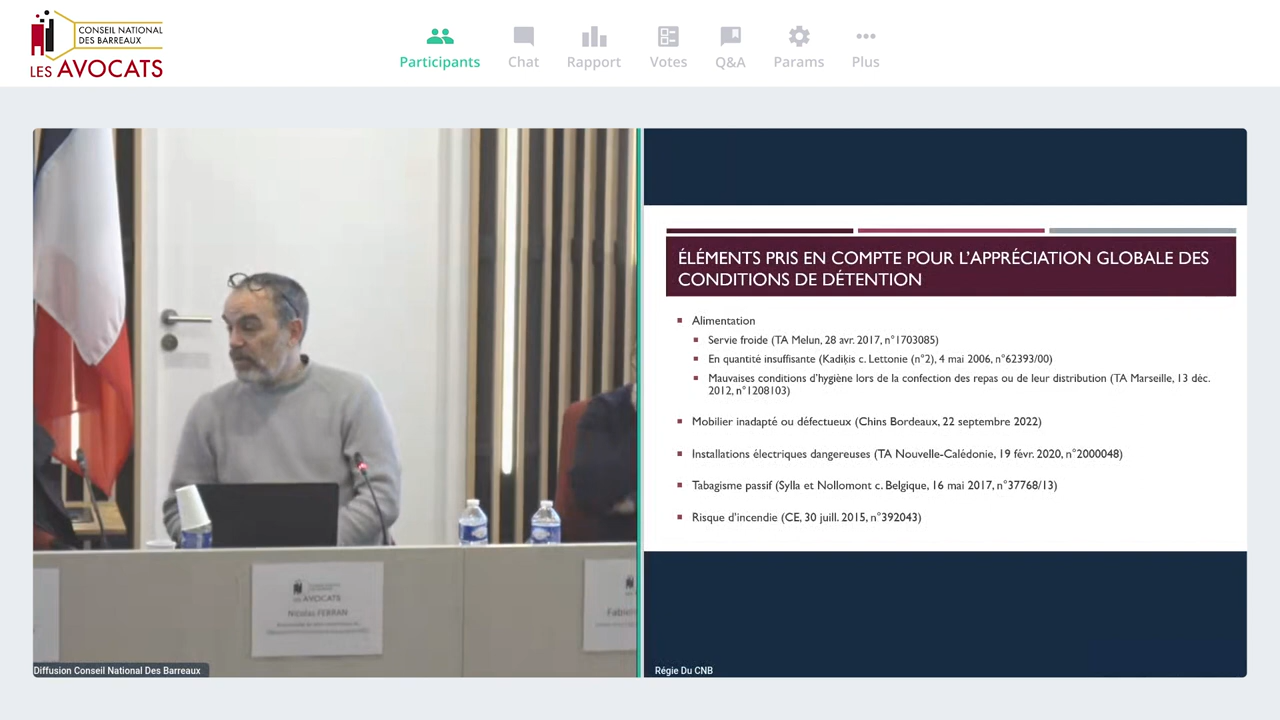 CONSEIL NATIONAL
DES BARREAUX
LES AVOCATS
Participants
Chat
Rapport
Votes
Q&A
Params
Plus
LES AVOCATS
Nicolas FERRAN
Diffusion Conseil National Des Barreaux
ÉLÉMENTS PRIS EN COMPTE POUR L'APPRÉCIATION GLOBALE DES
CONDITIONS DE DÉTENTION
Alimentation
Servie froide (TA Melun, 28 avr. 2017, n°1703085)
En quantité insuffisante (Kadiķis c. Lettonie (n°2), 4 mai 2006, n°62393/00)
Mauvaises conditions d'hygiène lors de la confection des repas ou de leur distribution (TA Marseille, 13 déc.
2012, n°1208103)
Mobilier inadapté ou défectueux (Chins Bordeaux, 22 septembre 2022)
Installations électriques dangereuses (TA Nouvelle-Calédonie, 19 févr. 2020, n°2000048)
Tabagisme passif (Sylla et Nollomont c. Belgique, 16 mai 2017, n°37768/13)
Risque d'incendie (CE, 30 juill. 2015, n°392043)
Régie Du CNB